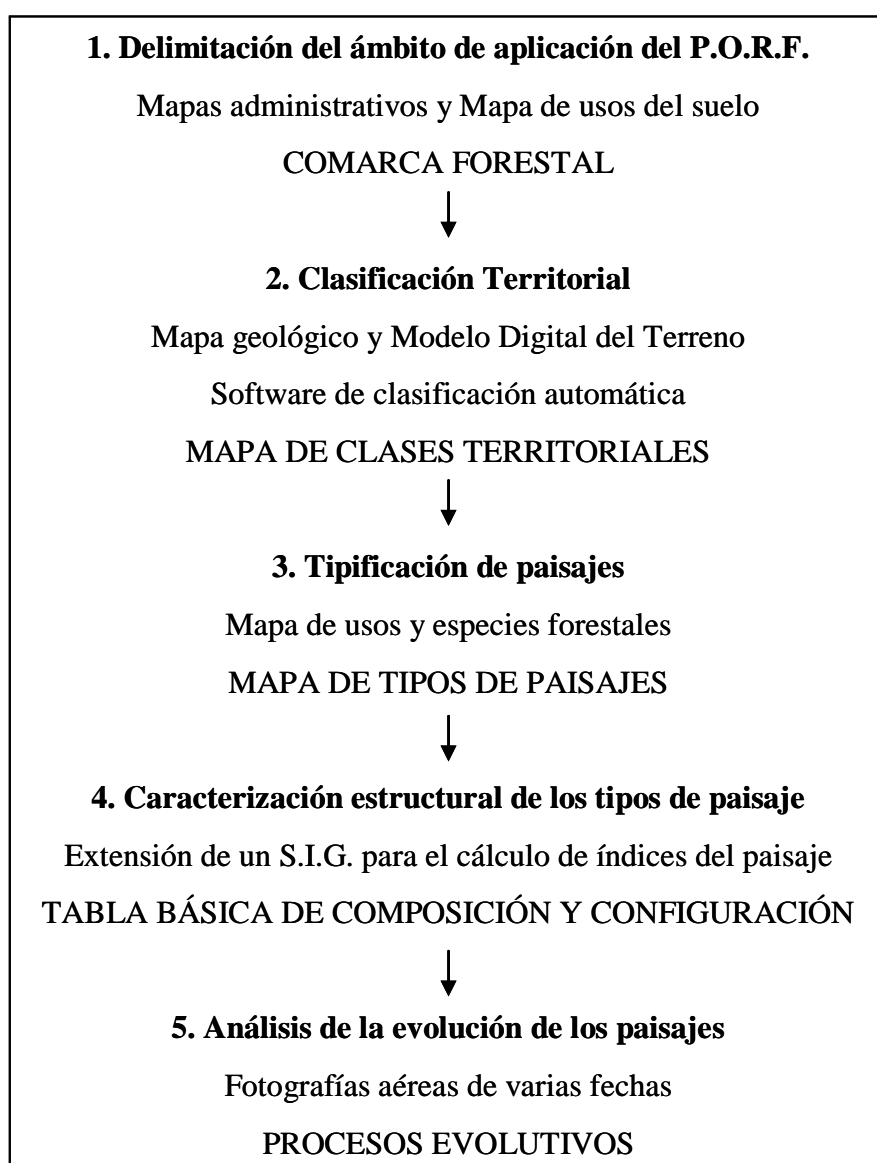 1. Delimitación del ámbito de aplicación del P.O.R.F.
Mapas administrativos y Mapa de usos del suelo
COMARCA FORESTAL
2. Clasificación Territorial
Mapa geológico y Modelo Digital del Terreno
Software de clasificación automática
MAPA DE CLASES TERRITORIALES
3. Tipificación de paisajes
Mapa de usos y especies forestales
MAPA DE TIPOS DE PAISAJES
4. Caracterización estructural de los tipos de paisaje
Extensión de un S.I.G. para el cálculo de índices del paisaje
TABLA BÁSICA DE COMPOSICIÓN Y CONFIGURACIÓN
5. Análisis de la evolución de los paisajes
Fotografías aéreas de varias fechas
PROCESOS EVOLUTIVOS